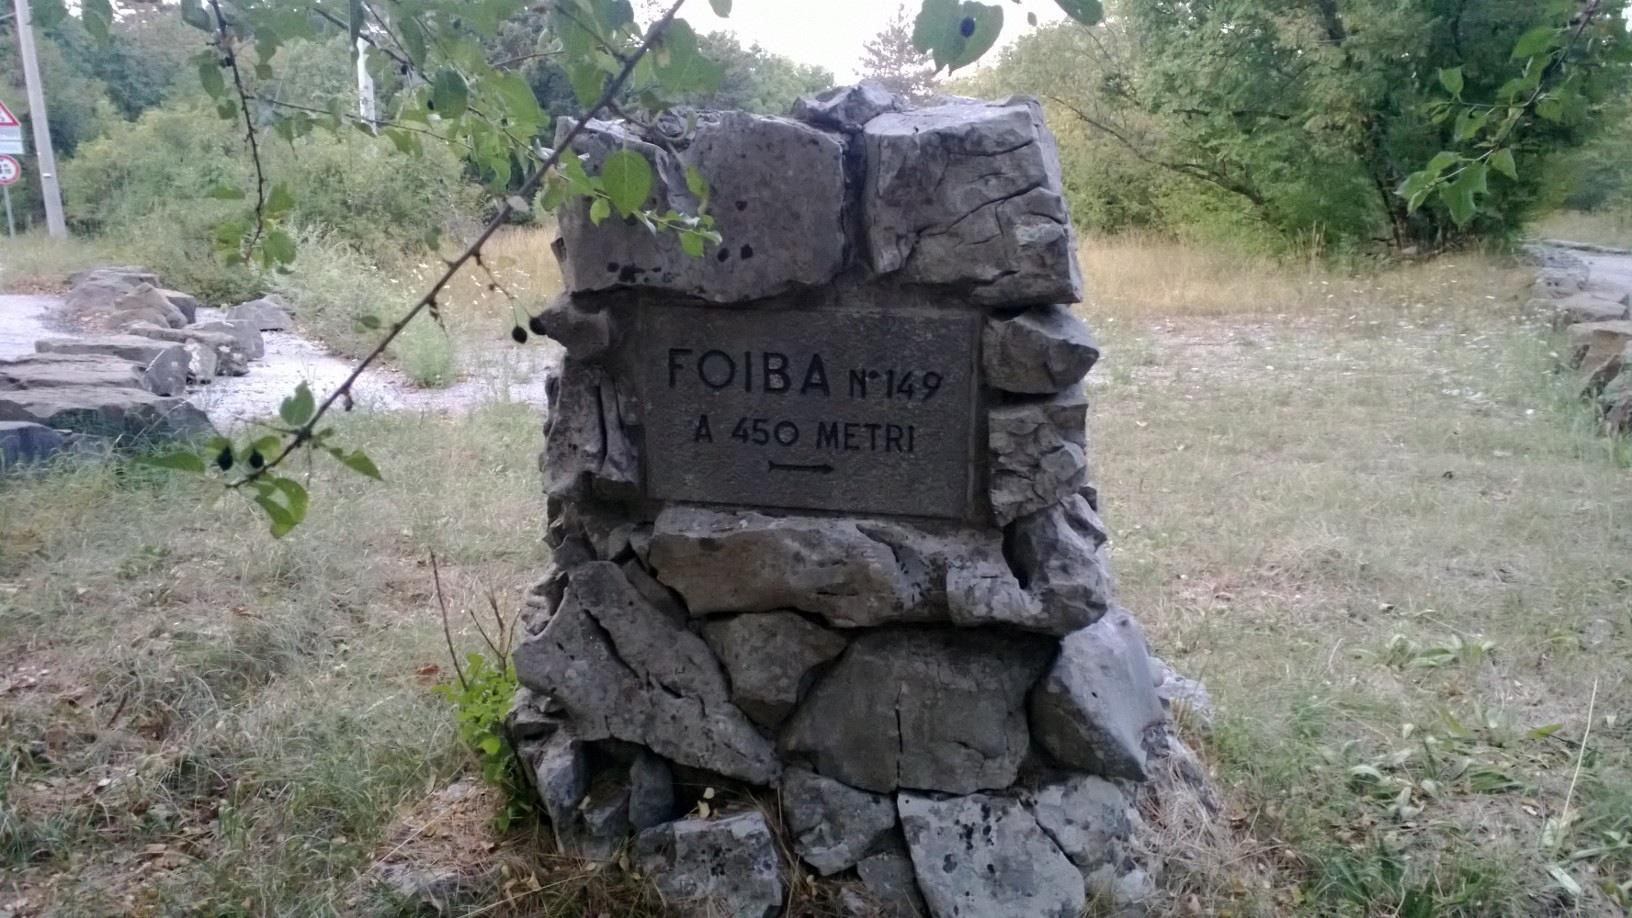 FOIBA N° 149
A 450 METRI
→